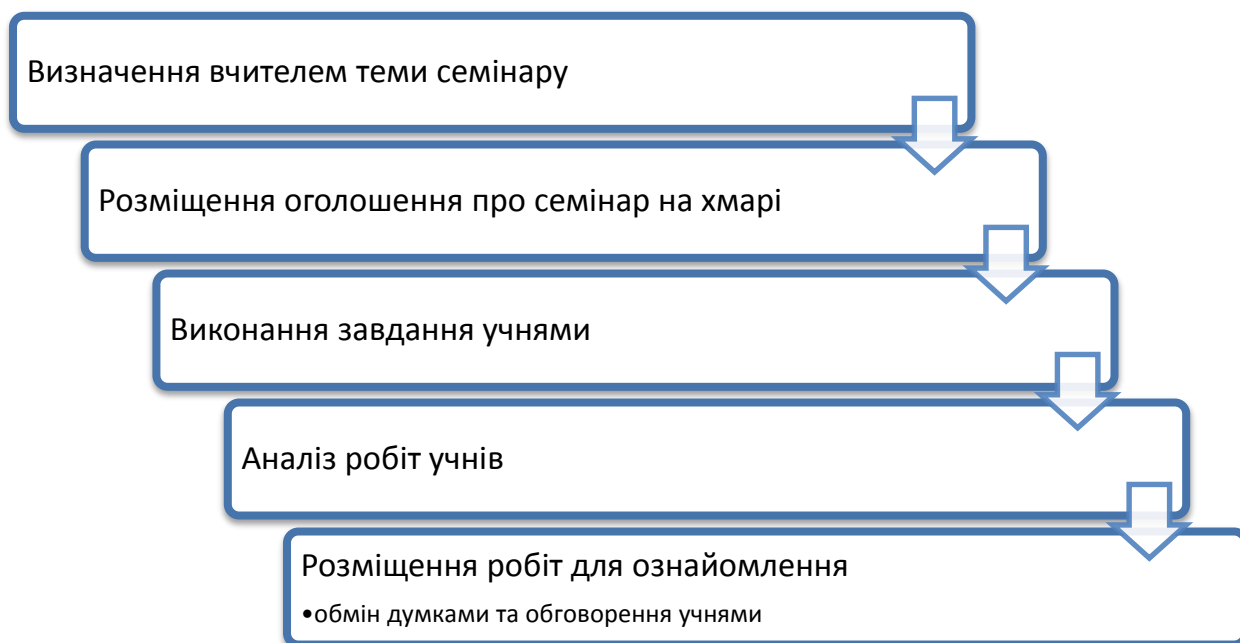 Визначення вчителем теми семінару
Розміщення оголошення про семінар на хмарі
Виконання завдання учнями
Аналіз робіт учнів
Розміщення робіт для ознайомлення
•обмін думками та обговорення учнями